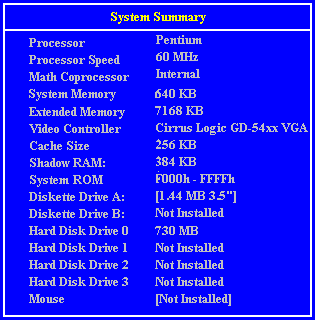 System Summary
Processor Pentium
Processor Speed 60 MHz
Math Coprocessor Internal
System Memory 640 KB
Extended Memory 7168 KB
Video Controller Cirrus Logic GD-54xx VGA
Cache Size 256 KB
Shadow RAM: 384 KB
System ROM F000h - FFFFh
Diskette Drive A: [1.44 MB 3.5"]
Diskette Drive B: Not Installed
Hard Disk Drive 0 730 MB
Hard Disk Drive 1 Not Installed
Hard Disk Drive 2 Not Installed
Hard Disk Drive 3 Not Installed
Mouse [Not Installed]